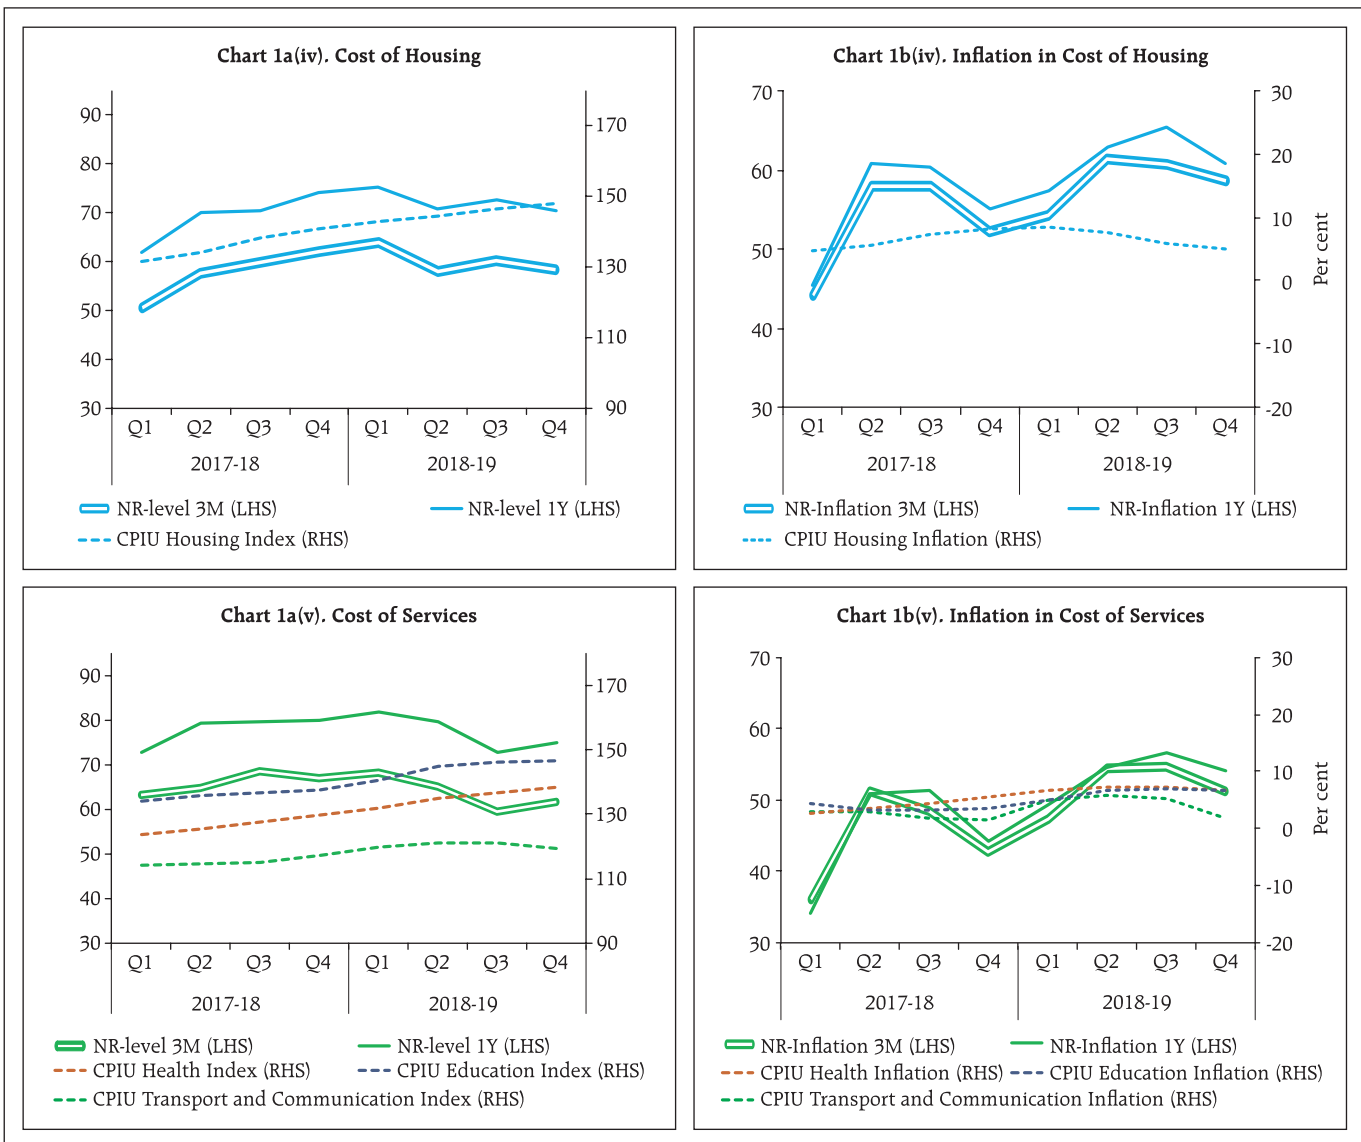 Chart 1a(iv). Cost of Housing
90
80
70
60
50
40
30
170
150
130
110
90
Q1 Q2 Q3 Q4 Q1 Q2 Q3 Q4
2017-18 2018-19
NR-level 3M (LHS) NR-level 1Y (LHS)
CPIU Housing Index (RHS)
Chart 1b(iv). Inflation in Cost of Housing
70
60
50
40
30
30
20
10
0
-10
-20
Per cent
Q1 Q2 Q3 Q4 Q1 Q2 Q3 Q4
2017-18 2018-19
NR-Inflation 3M (LHS) NR-Inflation 1Y (LHS)
CPIU Housing Inflation (RHS)
Chart 1a(v). Cost of Services
90
80
70
60
50
40
30
170
150
130
110
90
Q1 Q2 Q3 Q4 Q1 Q2 Q3 Q4
2017-18 2018-19
NR-level 3M (LHS) NR-level 1Y (LHS)
CPIU Health Index (RHS) CPIU Education Index (RHS)
CPIU Transport and Communication Index (RHS)
Chart 1b(v). Inflation in Cost of Services
70
60
50
40
30
30
20
10
0
-10
-20
Per cent
Q1 Q2 Q3 Q4 Q1 Q2 Q3 Q4
2017-18 2018-19
NR-Inflation 3M (LHS) NR-Inflation 1Y (LHS)
CPIU Health Inflation (RHS) CPIU Education Inflation (RHS)
CPIU Transport and Communication Inflation (RHS)